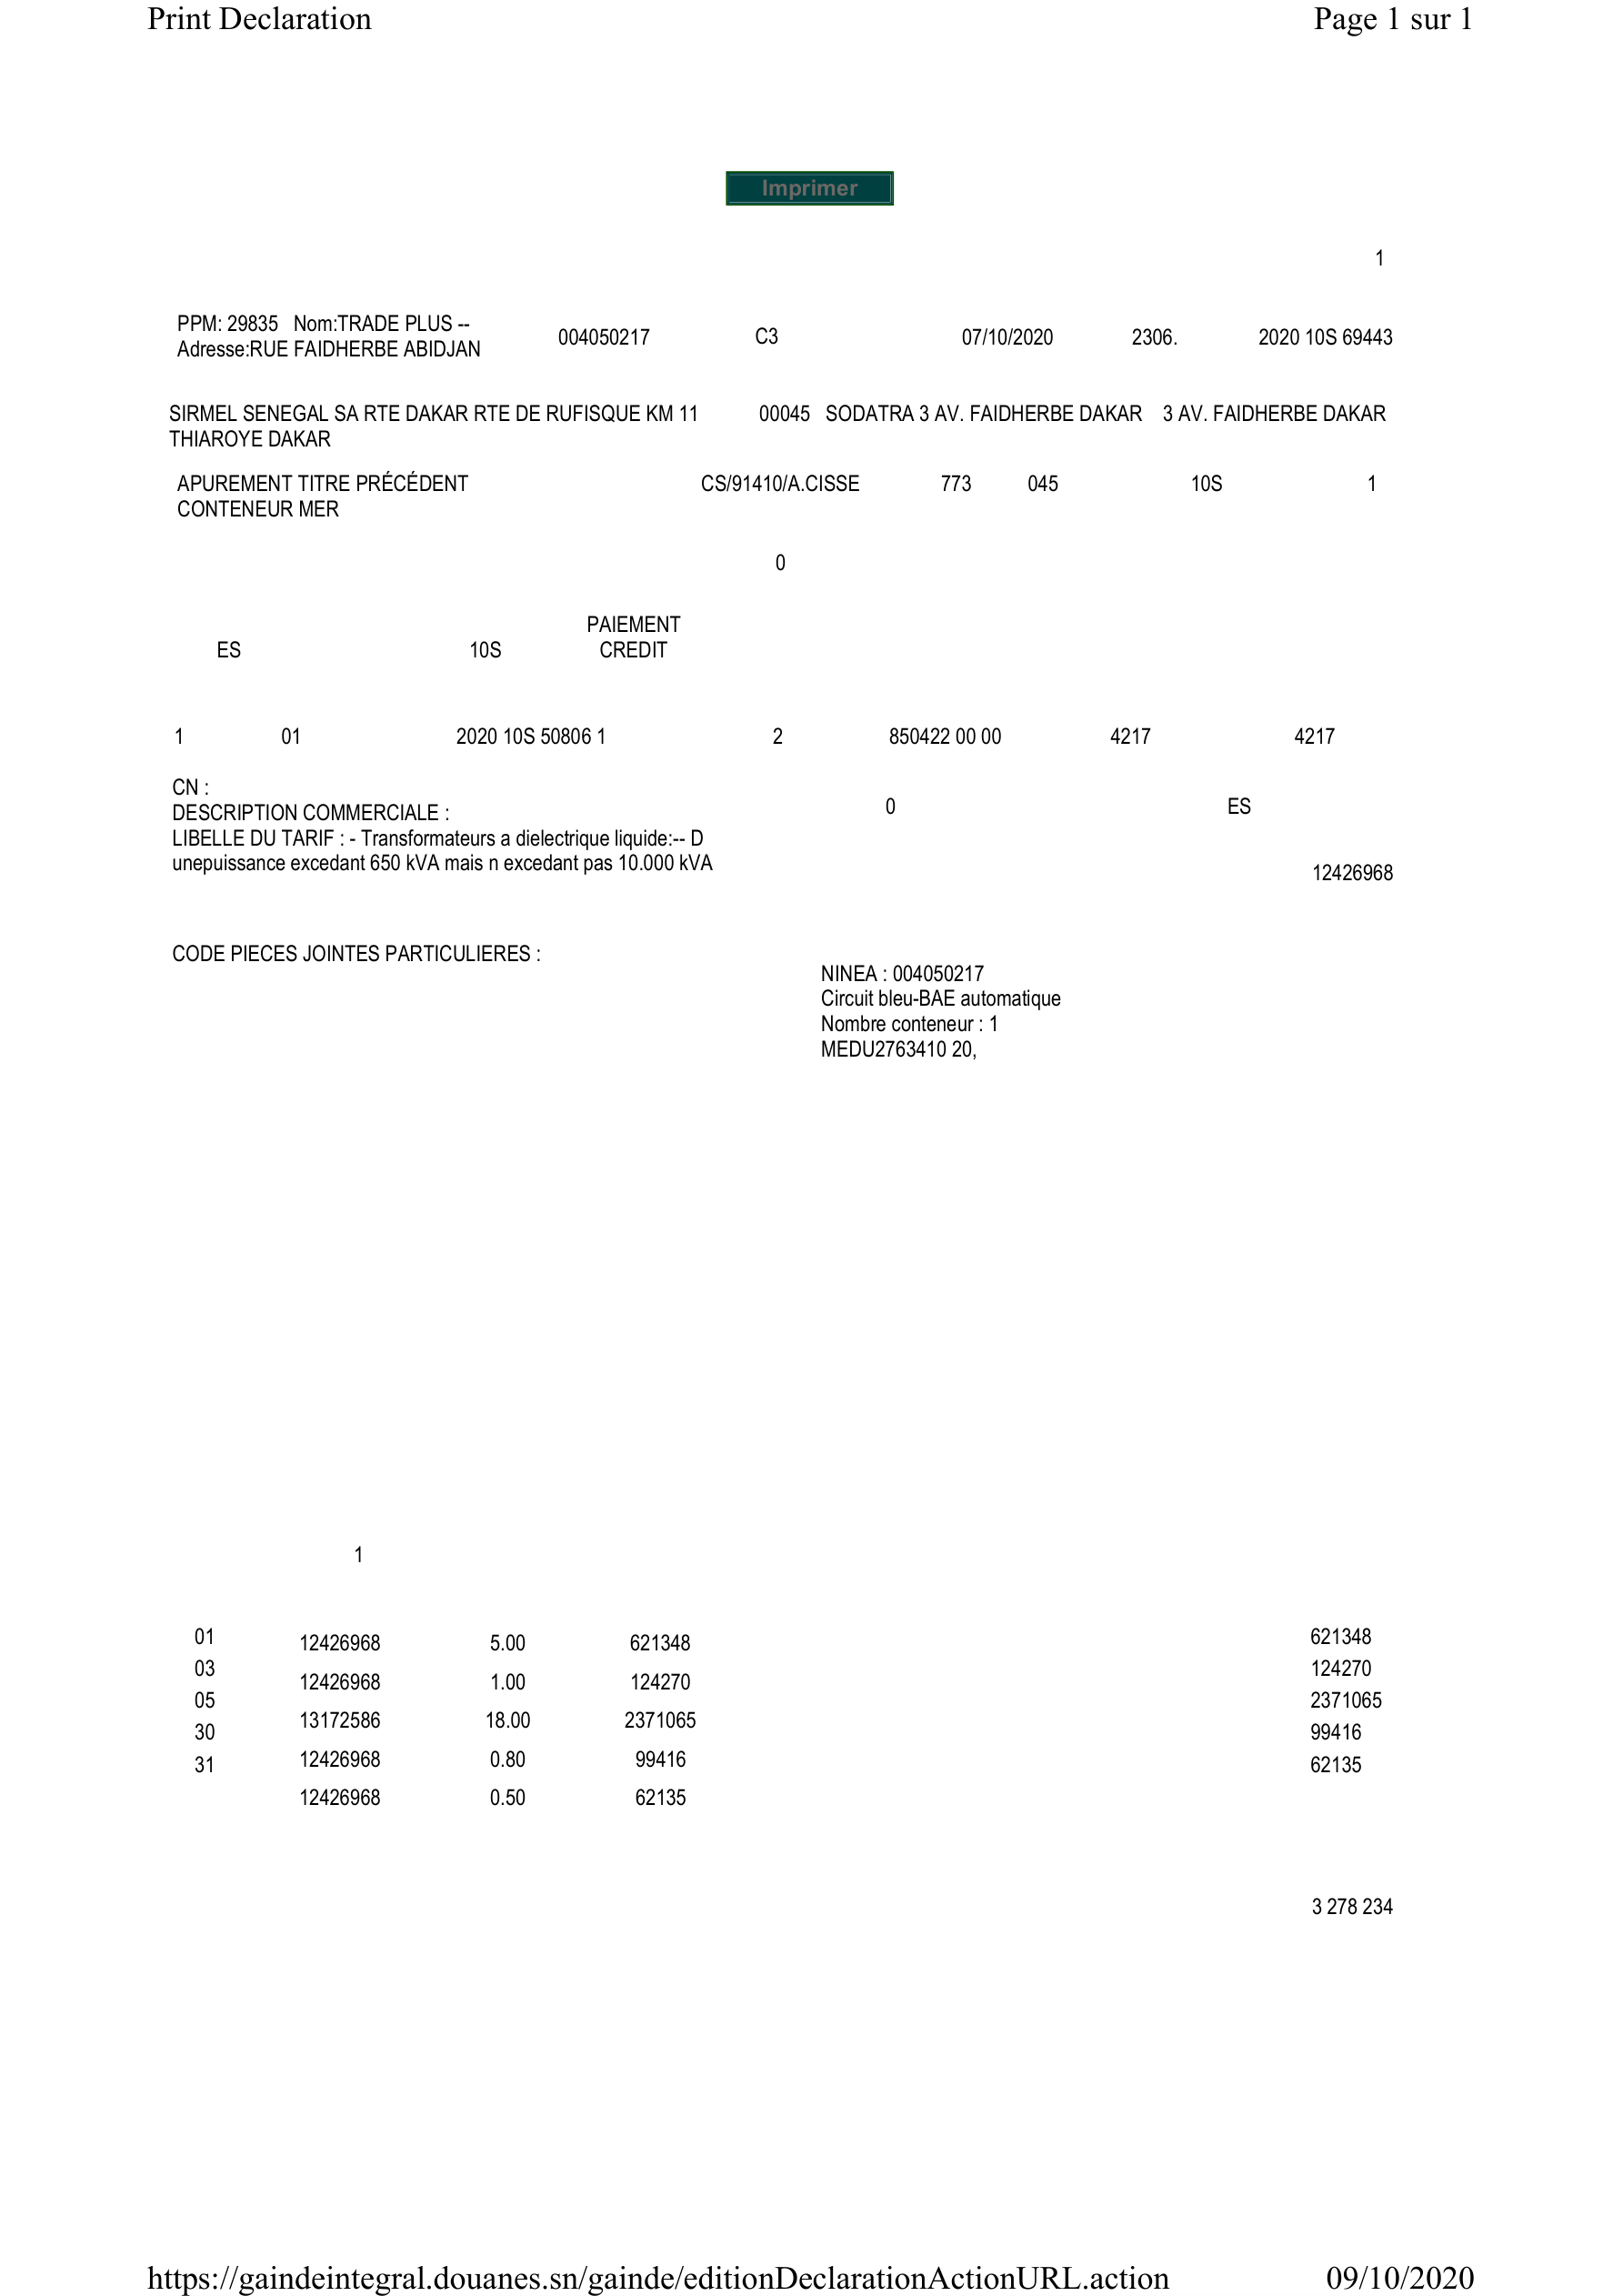 Print Declaration Page 1 sur 1
Imprimer
1
PPM: 29835 Nom:TRADE PLUS --
Adresse:RUE FAIDHERBE ABIDJAN 004050217 C3 07/10/2020 2306. 2020 10S 69443
SIRMEL SENEGAL SA RTE DAKAR RTE DE RUFISQUE KM 11 00045 SODATRA 3 AV. FAIDHERBE DAKAR 3 AV. FAIDHERBE DAKAR
THIAROYE DAKAR
APUREMENT TITRE PRÉCÉDENT CS/91410/A.CISSE 773 045 10S 1
CONTENEUR MER
0
PAIEMENT
ES 10S CREDIT
1 01 2020 10S 50806 1 2 850422 00 00 4217 4217
CN :
DESCRIPTION COMMERCIALE : 0 ES
LIBELLE DU TARIF : - Transformateurs a dielectrique liquide:-- D
unepuissance excedant 650 kVA mais n excedant pas 10.000 kVA 12426968
CODE PIECES JOINTES PARTICULIERES :
NINEA : 004050217
Circuit bleu-BAE automatique
Nombre conteneur : 1
MEDU2763410 20,
1
01 12426968 5.00 621348 621348
03 12426968 1.00 124270 124270
05 13172586 18.00 2371065 2371065
30 12426968 0.80 99416 99416
31 12426968 0.50 62135 62135
3 278 234
https://gaindeintegral.douanes.sn/gainde/editionDeclarationActionURL.action 09/10/2020